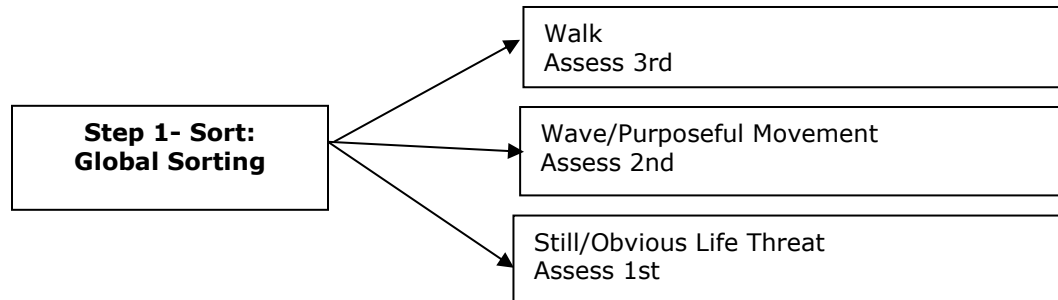 Step 1- Sort:
Global Sorting
Walk
Assess 3rd
Wave/Purposeful Movement
Assess 2nd
Still/Obvious Life Threat
Assess 1st